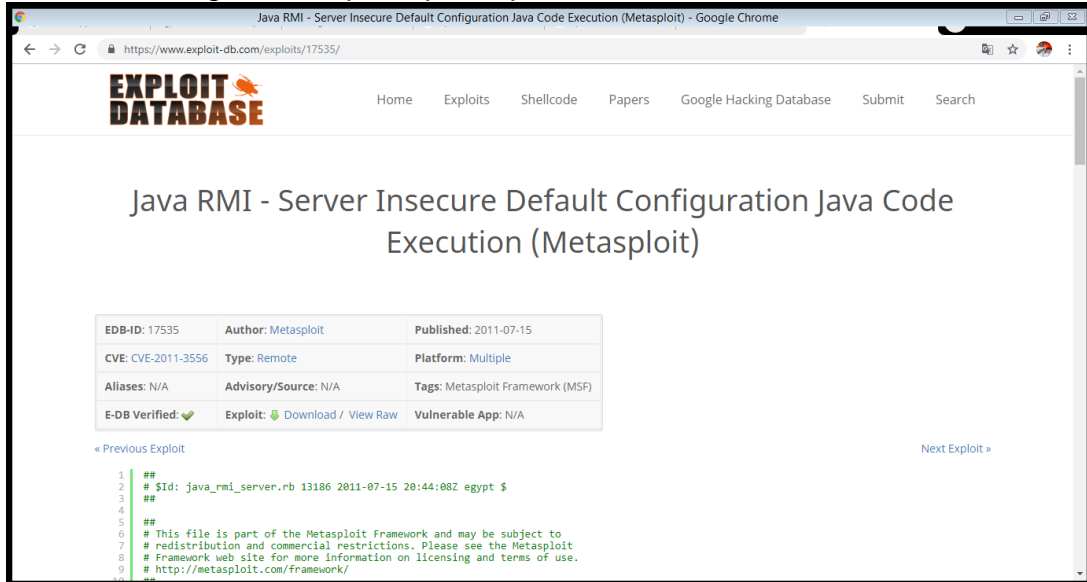 Java RMI - Server Insecure Default Configuration Java Code Execution (Metasploit) - Google Chrome
https://www.exploit-db.com/exploits/17535/
EXPLOIT DATABASE
Home Exploits Shellcode Papers Google Hacking Database Submit Search
Java RMI - Server Insecure Default Configuration Java Code
Execution (Metasploit)
EDB-ID: 17535 Author: Metasploit Published: 2011-07-15
CVE: CVE-2011-3556 Type: Remote Platform: Multiple
Aliases: N/A Advisory/Source: N/A Tags: Metasploit Framework (MSF)
E-DB Verified: Exploit: Download / View Raw Vulnerable App: N/A
« Previous Exploit Next Exploit »
1 ##
2 # $Id: java_rmi_server.rb 13186 2011-07-15 20:44:08Z egypt $
3 ##
4
5 ##
6 # This file is part of the Metasploit Framework and may be subject to
7 # redistribution and commercial restrictions. Please see the Metasploit
8 # Framework web site for more information on licensing and terms of use.
9 # http://metasploit.com/framework/
10 ##